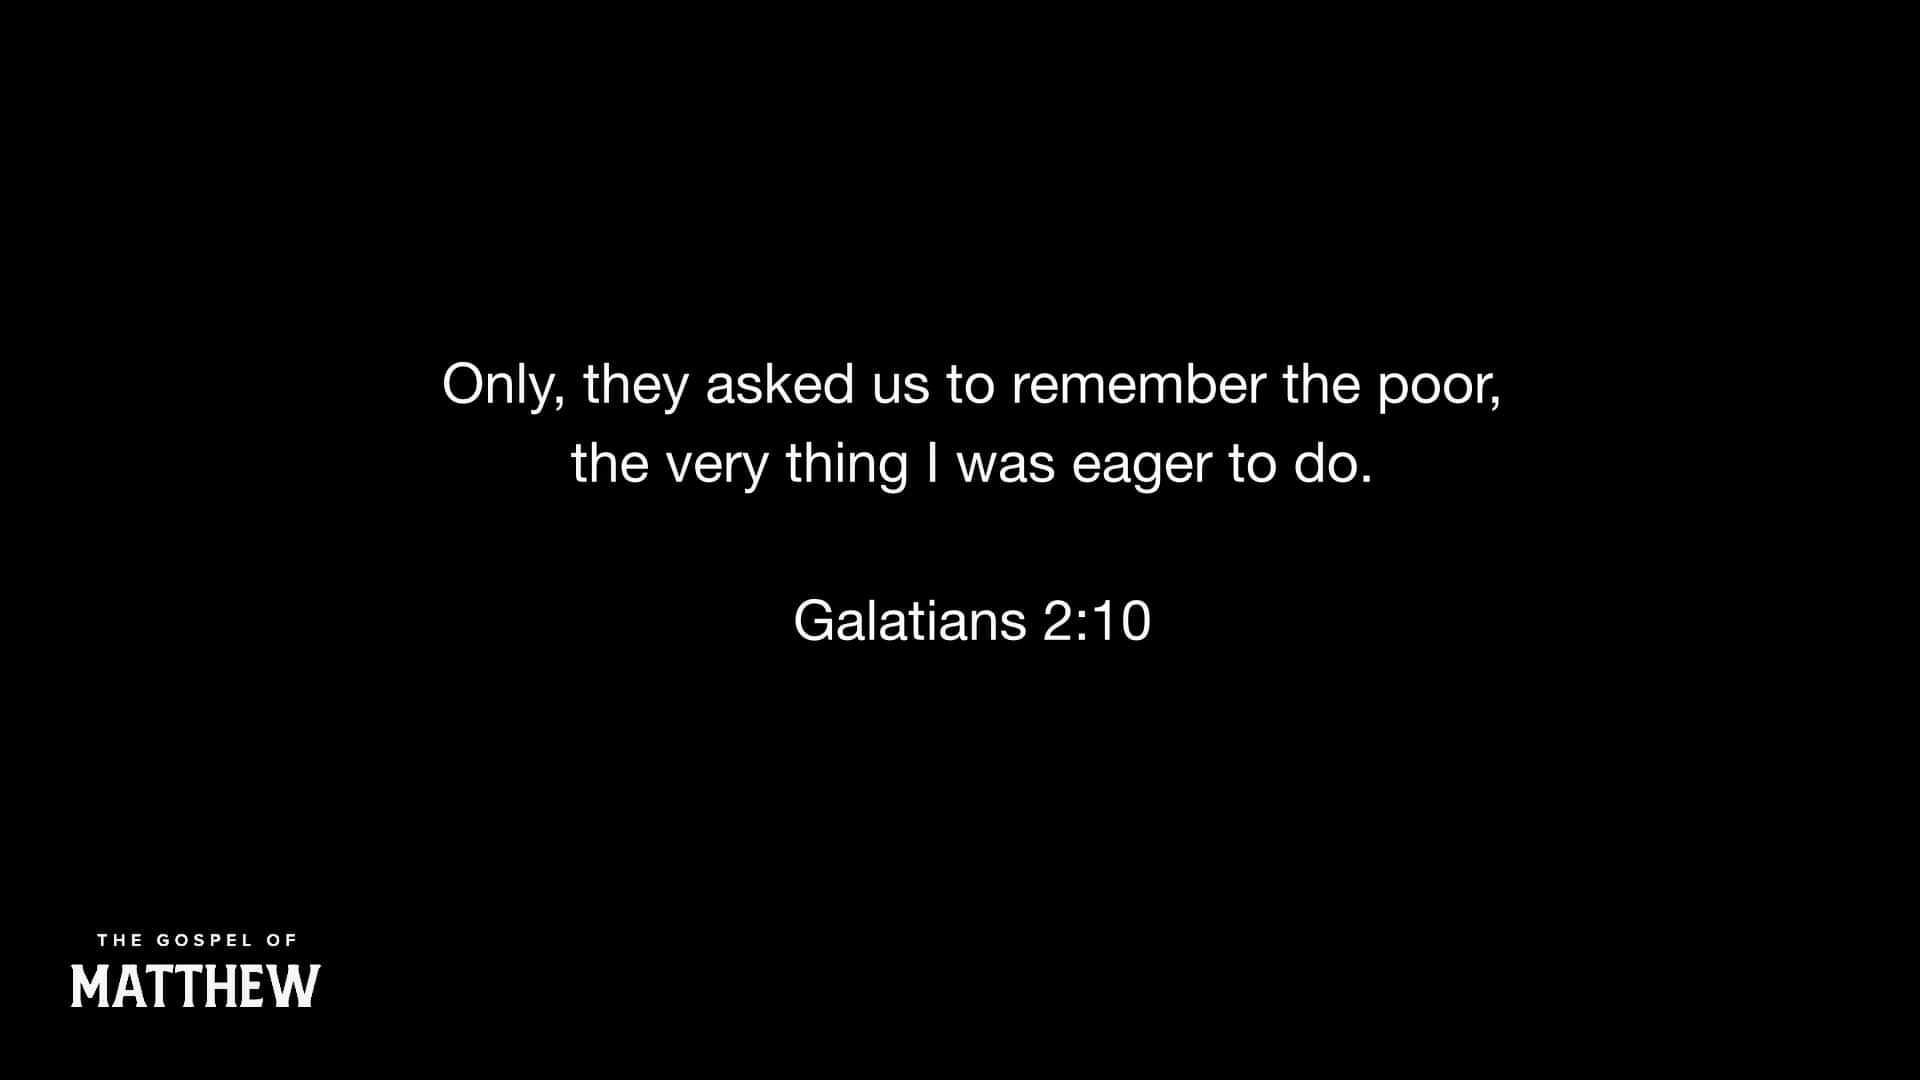 Only, they asked us to remember the poor,
the very thing I was eager to do.
Galatians 2:10
THE GOSPEL OF
MATTHEW